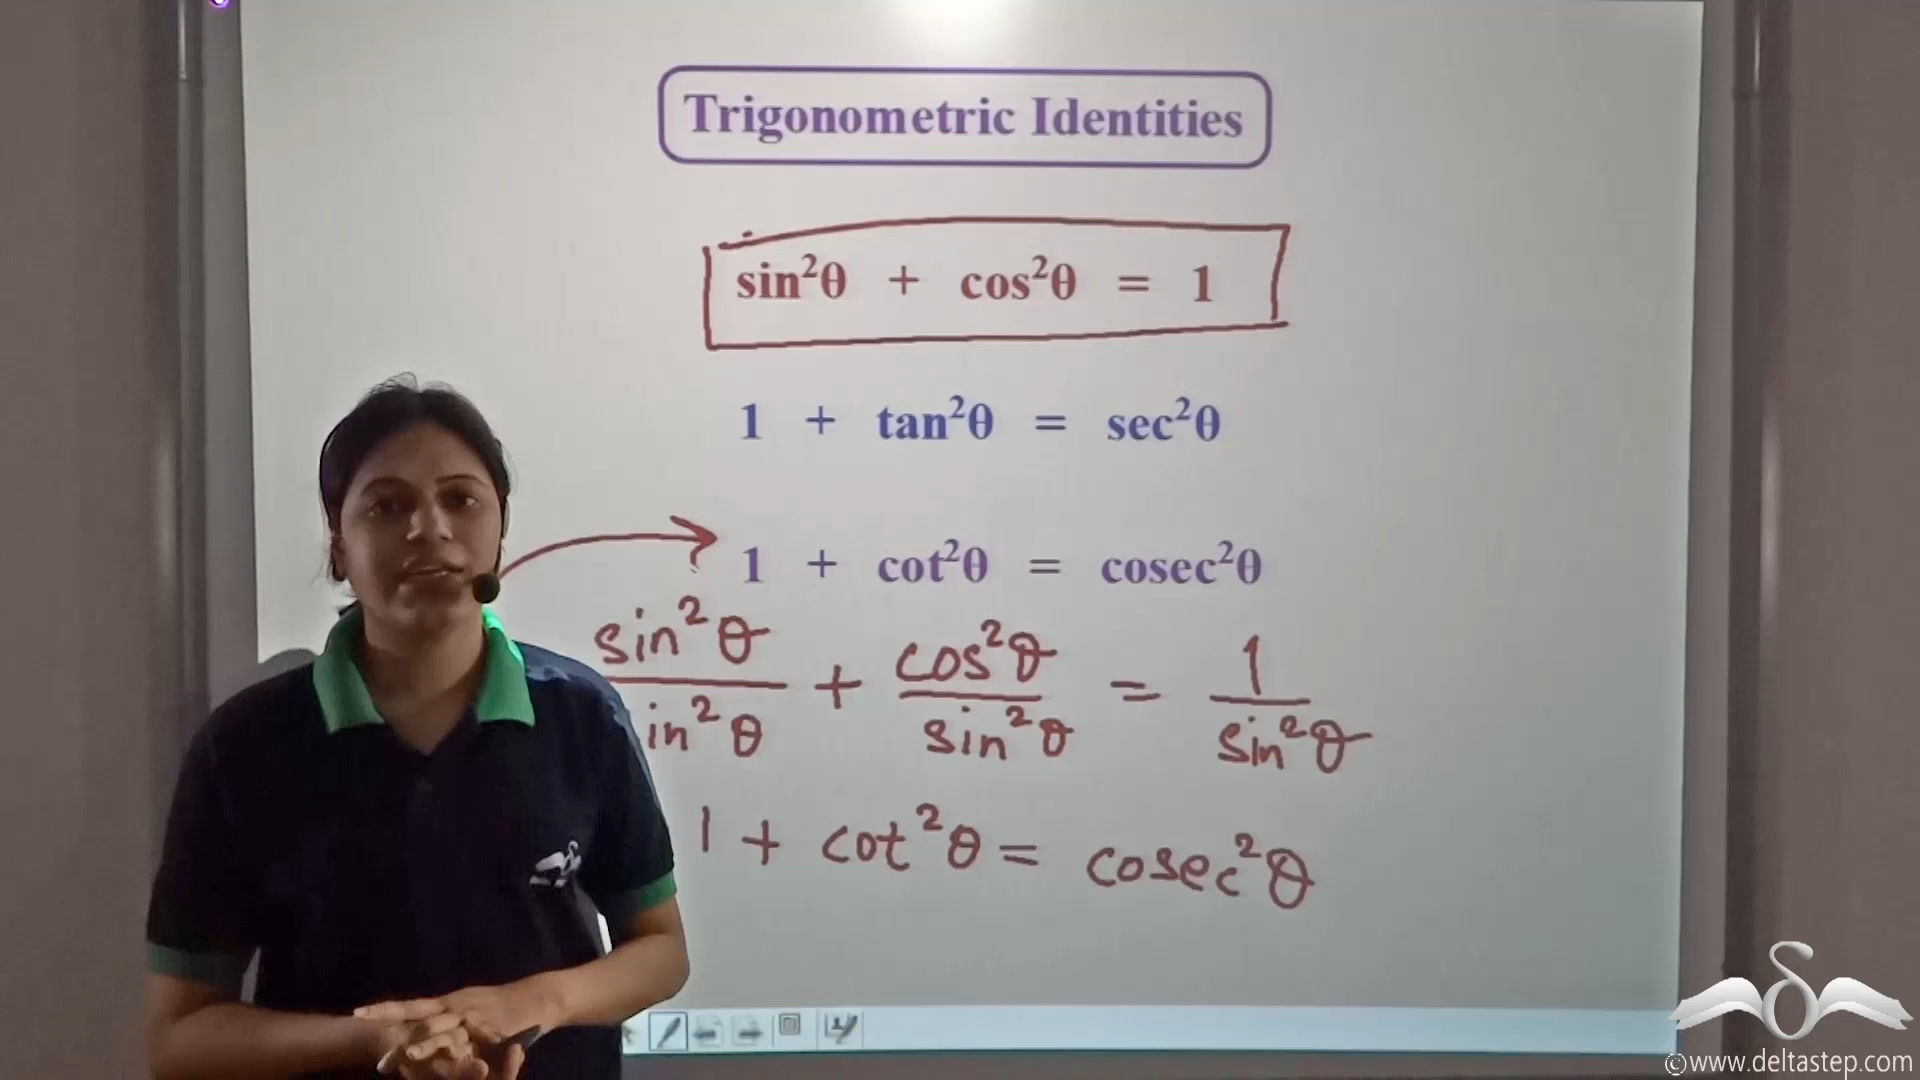 Trigonometric Identities
sin²θ + cos²θ = 1
1 + tan²θ = sec²θ
1 + cot²θ = cosec²θ
sin²θ/in²θ + cos²θ/sin²θ = 1/sin²θ
1 + cot²θ = cosec²θ
©www.deltastep.com